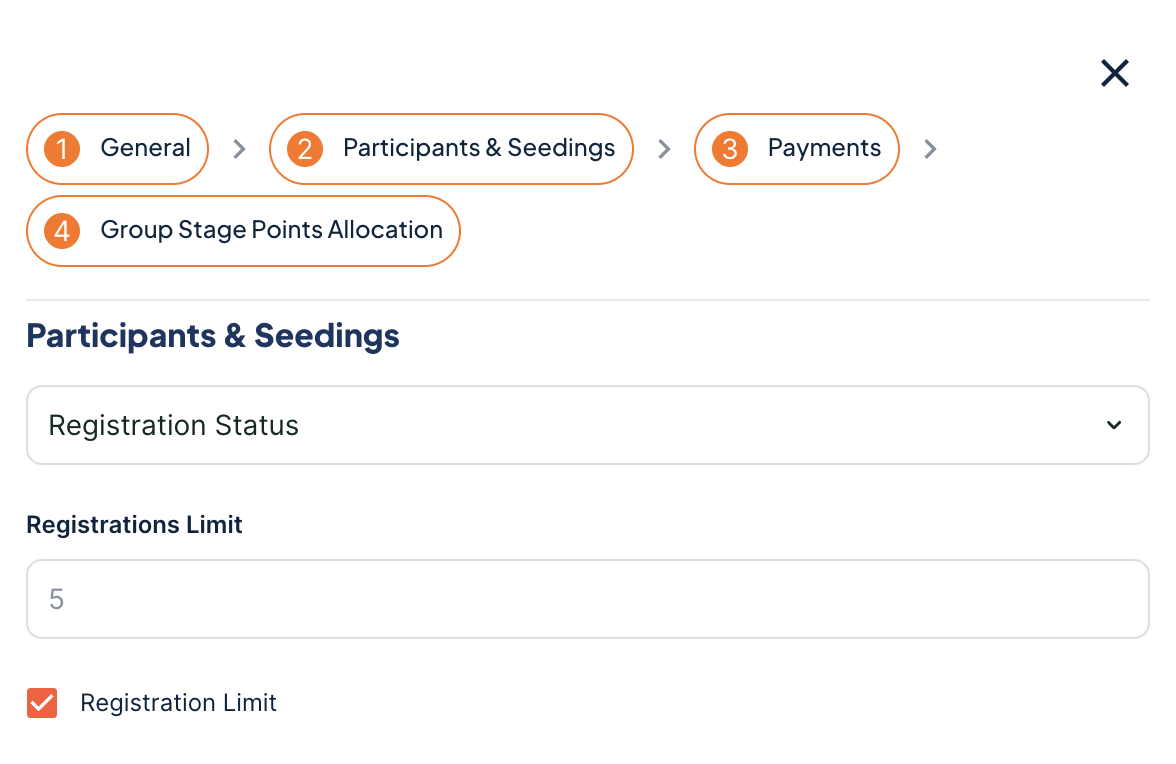 1 General > 2 Participants & Seedings > 3 Payments >
4 Group Stage Points Allocation
Participants & Seedings
Registration Status
Registrations Limit
5
Registration Limit